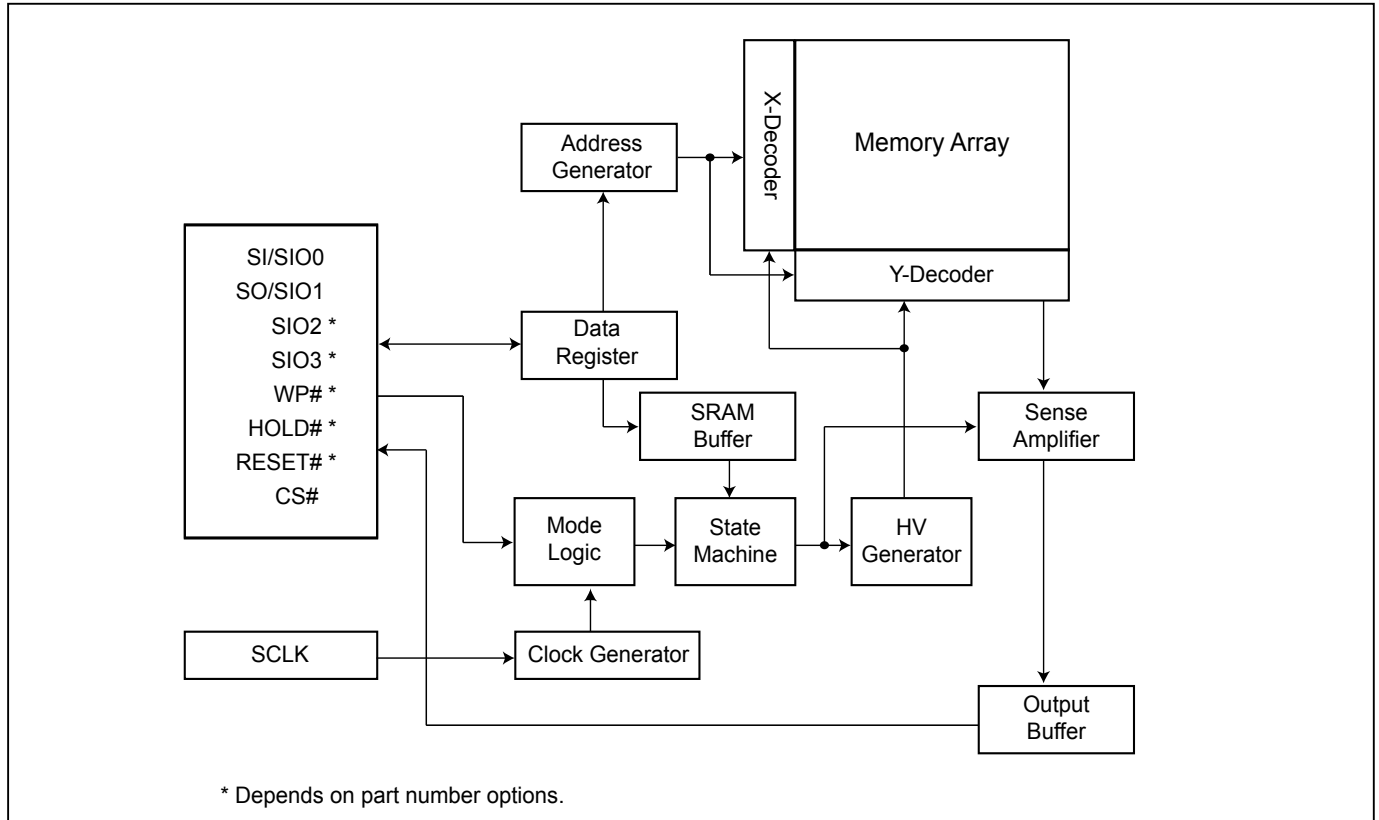 X-Decoder
Memory Array
Address
Generator
Y-Decoder
SI/SIO0
SO/SIO1
SIO2 *
SIO3 *
WP# *
HOLD# *
RESET# *
CS#
Data
Register
SRAM
Buffer
Sense
Amplifier
Mode
Logic
State
Machine
HV
Generator
SCLK
Clock Generator
Output
Buffer
* Depends on part number options.